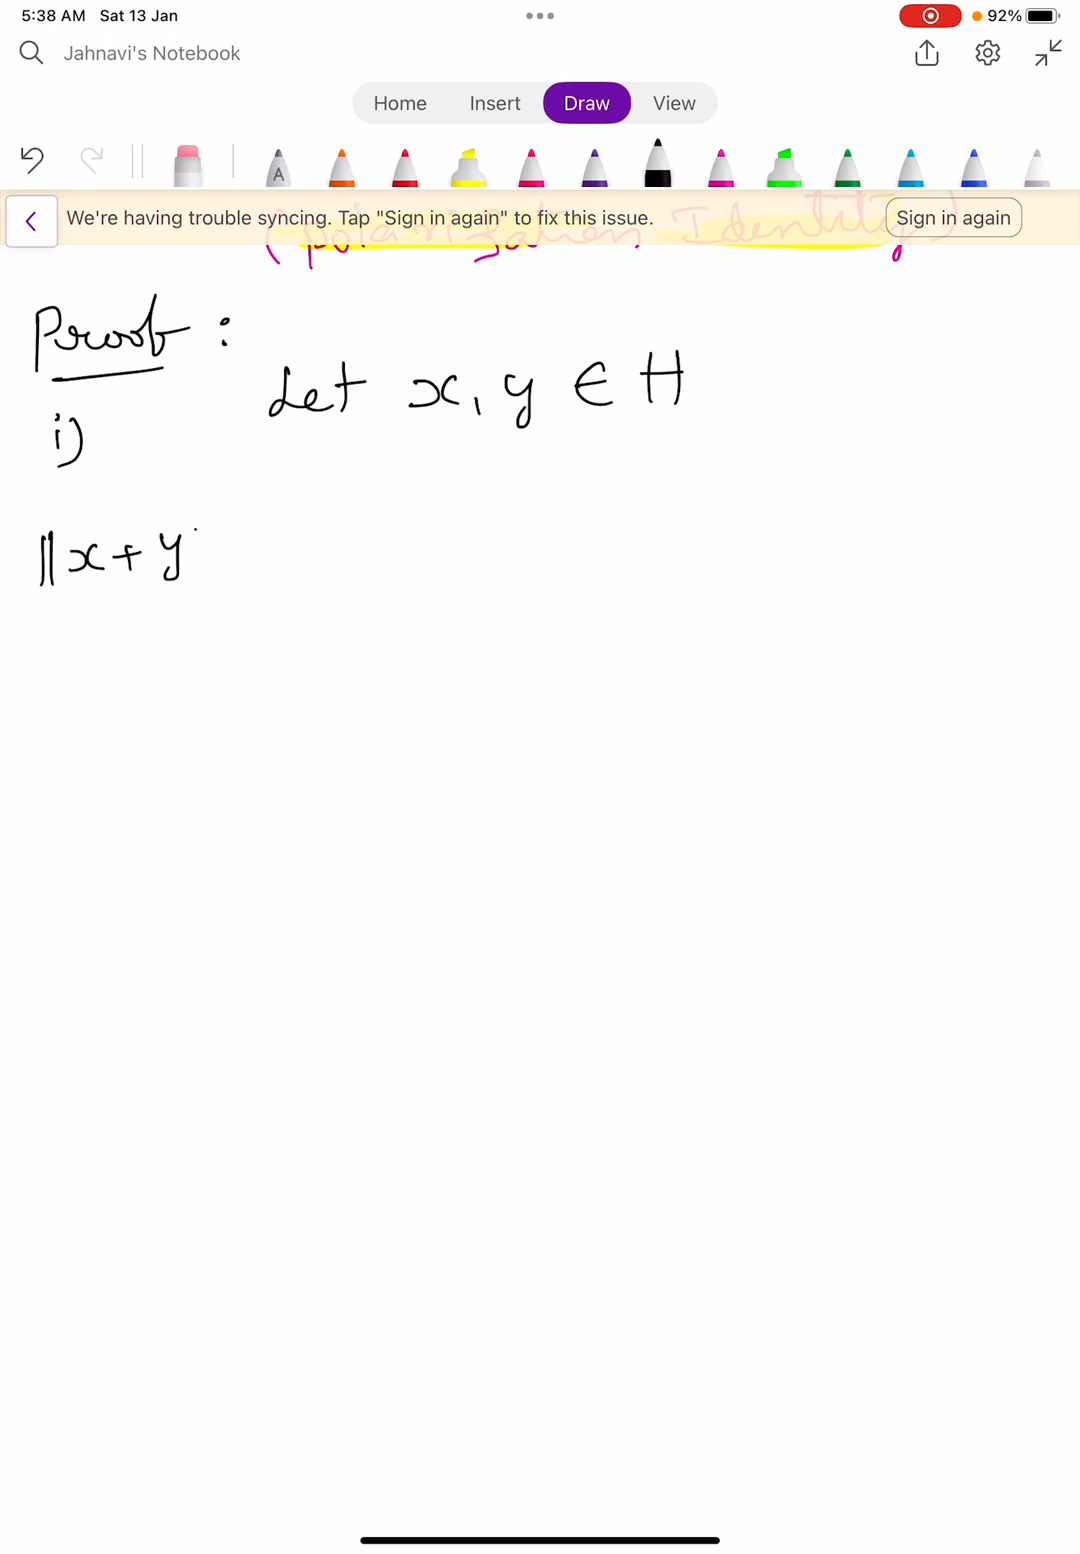 5:38 AM Sat 13 Jan
92%
Jahnavi's Notebook
Home Insert Draw View
A
We're having trouble syncing. Tap "Sign in again" to fix this issue.
Sign in again
(polarization Identity)
Proof :
Let x, y ∈ H
i)
||x + y